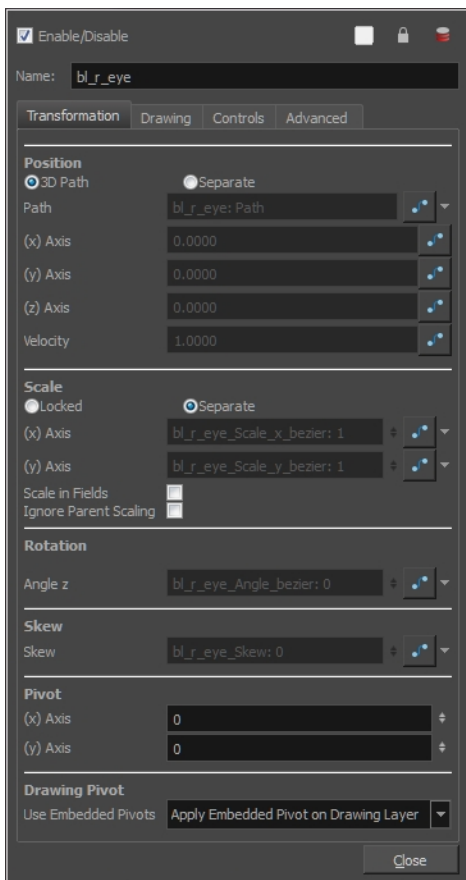 Enable/Disable
Name: bl_r_eye
Transformation Drawing Controls Advanced
Position
3D Path Separate
Path bl_r_eye: Path
(x) Axis 0.0000
(y) Axis 0.0000
(z) Axis 0.0000
Velocity 1.0000
Scale
Locked Separate
(x) Axis bl_r_eye_Scale_x_bezier: 1
(y) Axis bl_r_eye_Scale_y_bezier: 1
Scale in Fields
Ignore Parent Scaling
Rotation
Angle z bl_r_eye_Angle_bezier: 0
Skew
Skew bl_r_eye_Skew: 0
Pivot
(x) Axis 0
(y) Axis 0
Drawing Pivot
Use Embedded Pivots Apply Embedded Pivot on Drawing Layer
Close